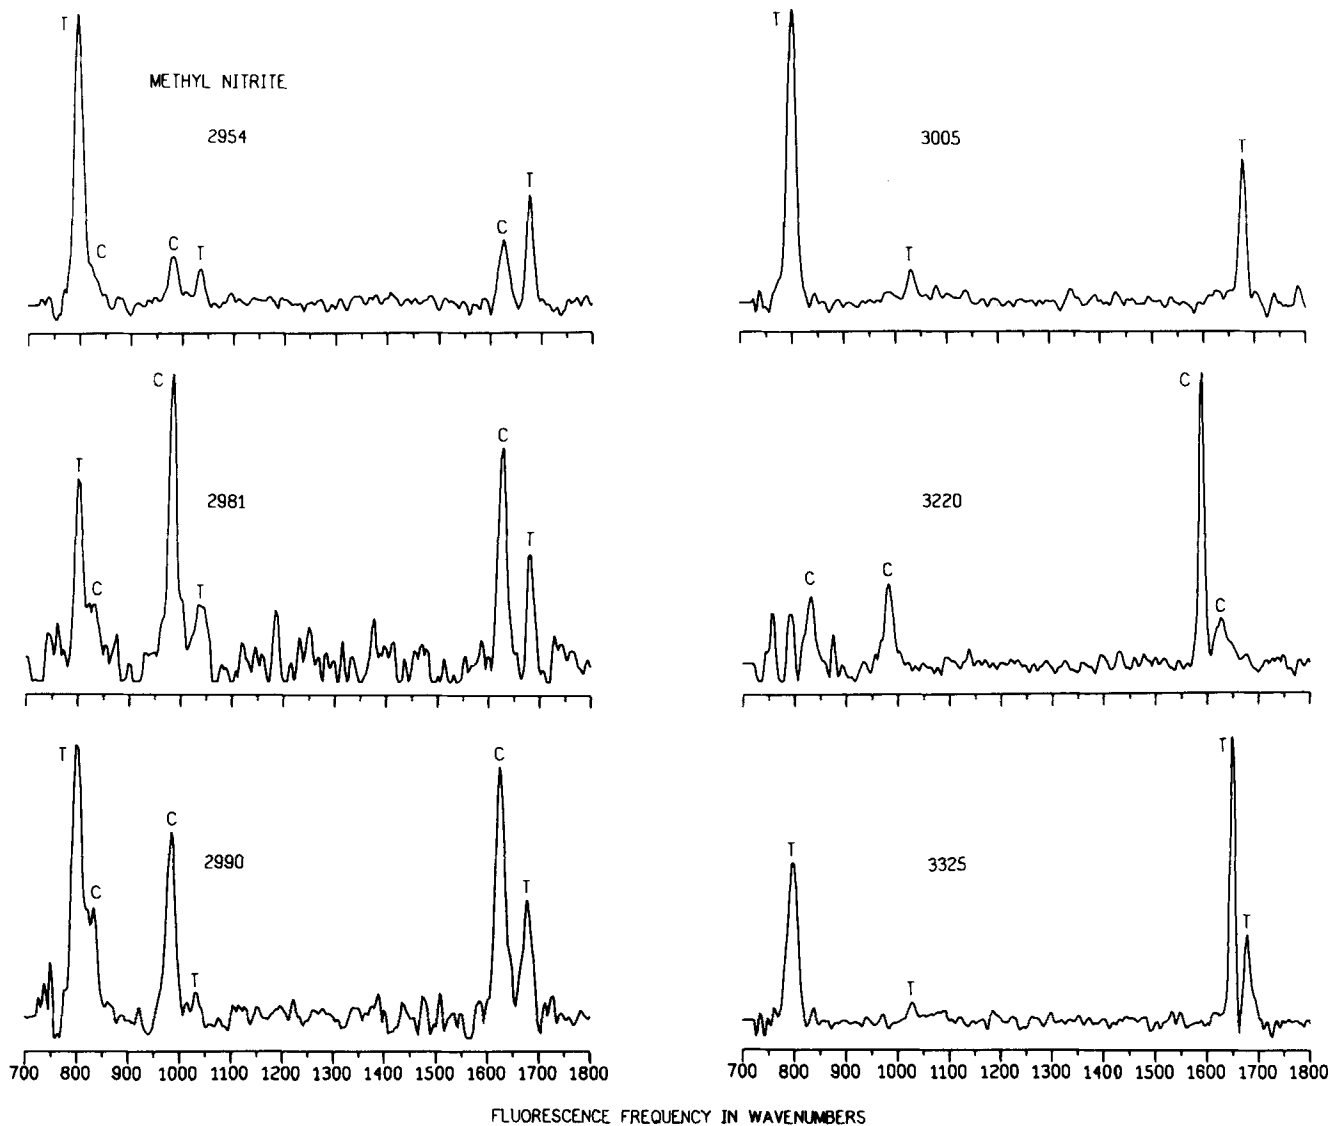 METHYL NITRITE
2954
T
C
C
T
C
T
3005
T
T
T
2981
T
C
C
T
C
T
3220
C
C
C
C
2990
T
C
C
T
C
T
3325
T
T
T
T
700 800 900 1000 1100 1200 1300 1400 1500 1600 1700 1800
700 800 900 1000 1100 1200 1300 1400 1500 1600 1700 1800
FLUORESCENCE FREQUENCY IN WAVENUMBERS